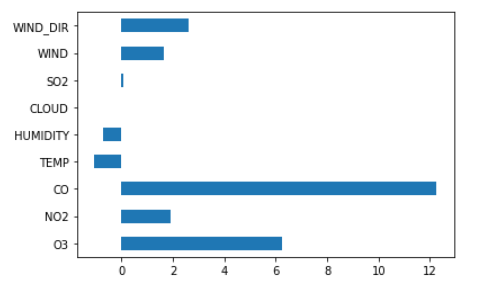 WIND_DIR
WIND
SO2
CLOUD
HUMIDITY
TEMP
CO
NO2
O3
0 2 4 6 8 10 12